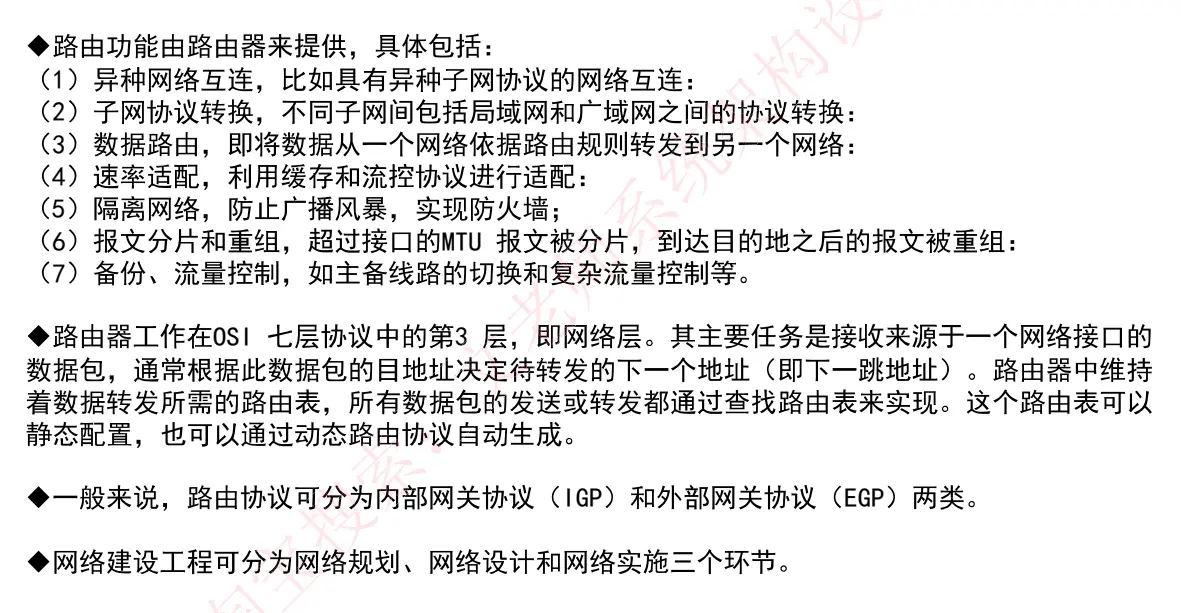 ◆路由功能由路由器来提供，具体包括：
（1）异种网络互连，比如具有异种子网协议的网络互连：
（2）子网协议转换，不同子网间包括局域网和广域网之间的协议转换：
（3）数据路由，即将数据从一个网络依据路由规则转发到另一个网络：
（4）速率适配，利用缓存和流控协议进行适配：
（5）隔离网络，防止广播风暴，实现防火墙；
（6）报文分片和重组，超过接口的MTU 报文被分片，到达目的地之后的报文被重组：
（7）备份、流量控制，如主备线路的切换和复杂流量控制等。
◆路由器工作在OSI 七层协议中的第3 层，即网络层。其主要任务是接收来源于一个网络接口的
数据包，通常根据此数据包的目地址决定待转发的下一个地址（即下一跳地址）。路由器中维持
着数据转发所需的路由表，所有数据包的发送或转发都通过查找路由表来实现。这个路由表可以
静态配置，也可以通过动态路由协议自动生成。
◆一般来说，路由协议可分为内部网关协议（IGP）和外部网关协议（EGP）两类。
◆网络建设工程可分为网络规划、网络设计和网络实施三个环节。
淘宝搜索：文老师系统架构设